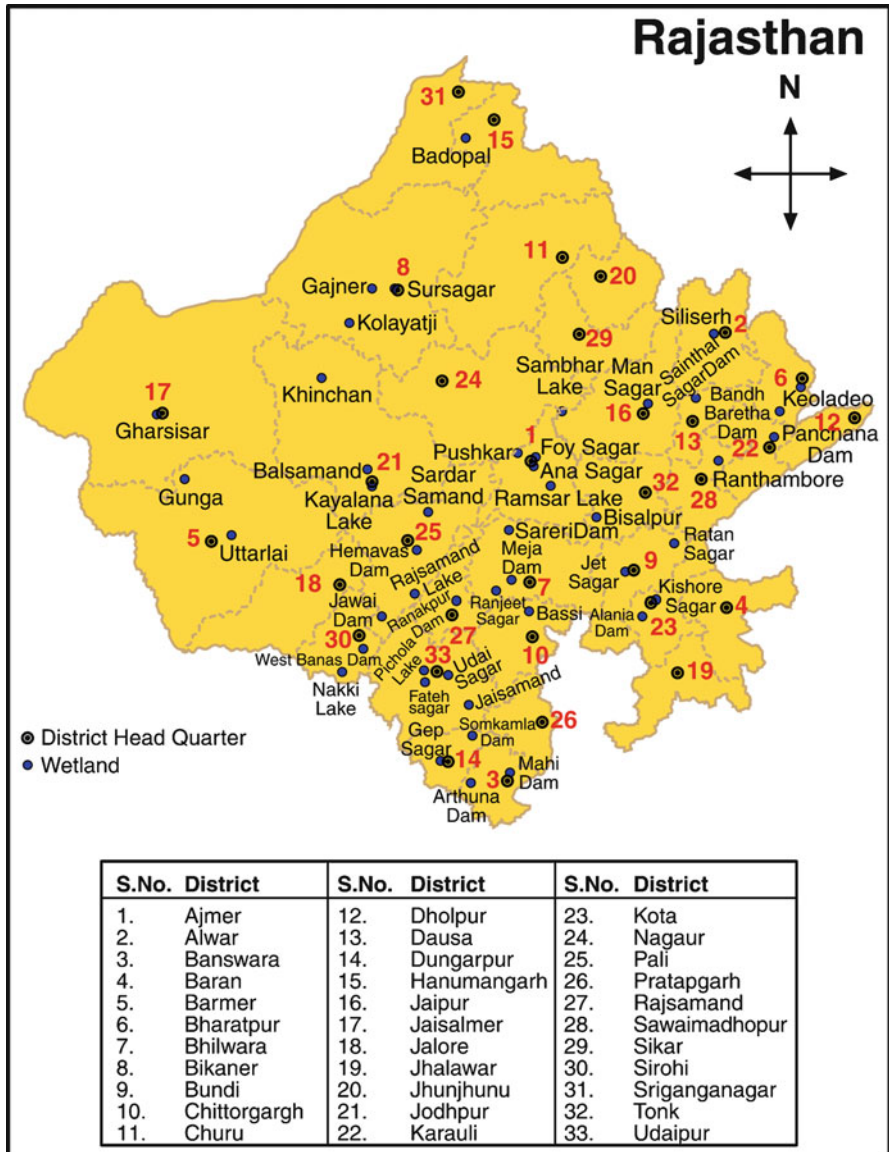 Rajasthan
N
31
15
Badopal
11
20
8
Gajner
Sursagar
Kolayatji
Siliserh
2
29
Sainthal
SagarDam
Sambhar
Lake
Man
Sagar
24
Khinchan
6
Keoladeo
17
Gharsisar
16
Bandh
Baretha
Dam
12
13
22
Panchana
Dam
Pushkar
1
Foy Sagar
Ana Sagar
21
Balsamand
Sardar
Samand
Kayalana
Lake
Gunga
Ramsar Lake
32
28
Ranthambore
Bisalpur
5
Uttarlai
25
Hemavas
Dam
SareriDam
Ratan
Sagar
Meja
Dam
Jet
Sagar
9
Rajsamand
Lake
18
Jawai
Dam
7
Ranakpur
Dam
Ranjeet
Sagar
Bassi
Alania
Dam
Kishore
Sagar
4
23
27
30
Pichola
Lake
10
West Banas Dam
33
Udai
Sagar
19
Nakki
Lake
Fateh
sagar
Jaisamand
26
Somkamla
Dam
Gep
Sagar
14
3
Mahi
Dam
Arthuna
Dam
District Head Quarter
Wetland
S.No. District S.No. District S.No. District
1. Ajmer 12. Dholpur 23. Kota
2. Alwar 13. Dausa 24. Nagaur
3. Banswara 14. Dungarpur 25. Pali
4. Baran 15. Hanumangarh 26. Pratapgarh
5. Barmer 16. Jaipur 27. Rajsamand
6. Bharatpur 17. Jaisalmer 28. Sawaimadhopur
7. Bhilwara 18. Jalore 29. Sikar
8. Bikaner 19. Jhalawar 30. Sirohi
9. Bundi 20. Jhunjhunu 31. Sriganganagar
10. Chittorgargh 21. Jodhpur 32. Tonk
11. Churu 22. Karauli 33. Udaipur